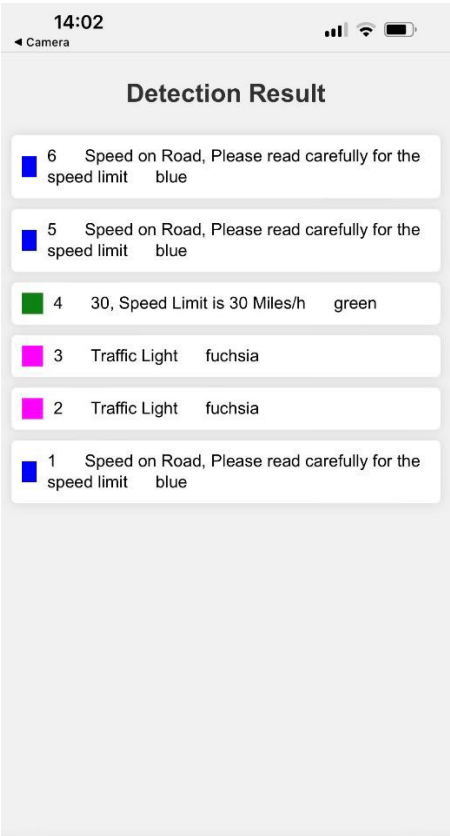 14:02
◄ Camera
Detection Result
6 Speed on Road, Please read carefully for the
speed limit blue
5 Speed on Road, Please read carefully for the
speed limit blue
4 30, Speed Limit is 30 Miles/h green
3 Traffic Light fuchsia
2 Traffic Light fuchsia
1 Speed on Road, Please read carefully for the
speed limit blue